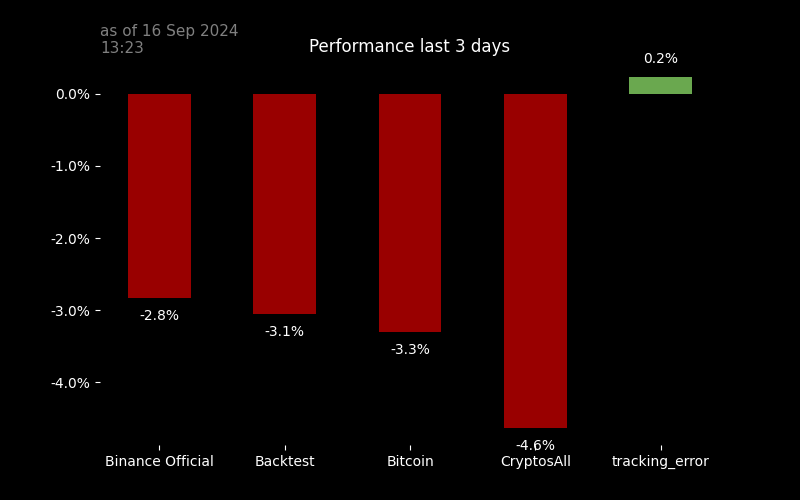 as of 16 Sep 2024
13:23
Performance last 3 days
0.2%
0.0%
-1.0%
-2.0%
-3.0%
-4.0%
-2.8%
-3.1%
-3.3%
-4.6%
Binance Official
Backtest
Bitcoin
CryptosAll
tracking_error